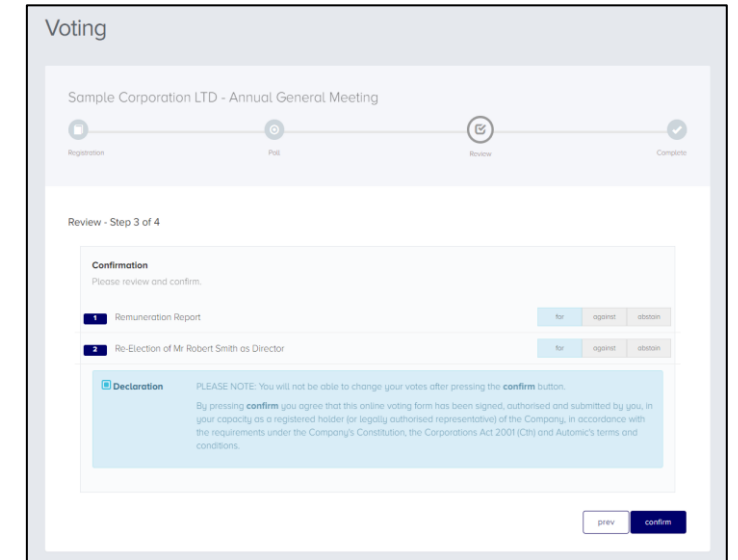 Voting
Sample Corporation LTD - Annual General Meeting
Registration Poll Review Complete
Review - Step 3 of 4
Confirmation
Please review and confirm.
1 Remuneration Report for against abstain
2 Re-Election of Mr Robert Smith as Director for against abstain
Declaration PLEASE NOTE: You will not be able to change your votes after pressing the confirm button.
By pressing confirm you agree that this online voting form has been signed, authorised and submitted by you, in
your capacity as a registered holder (or legally authorised representative) of the Company, in accordance with
the requirements under the Company's Constitution, the Corporations Act 2001 (Cth) and Automic's terms and
conditions.
prev confirm